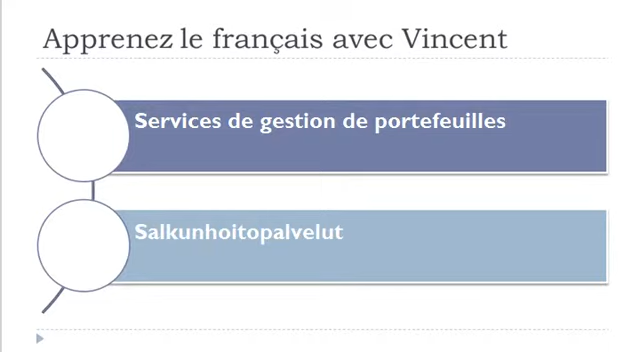 Apprenez le français avec Vincent
Services de gestion de portefeuilles
Salkunhoitopalvelut